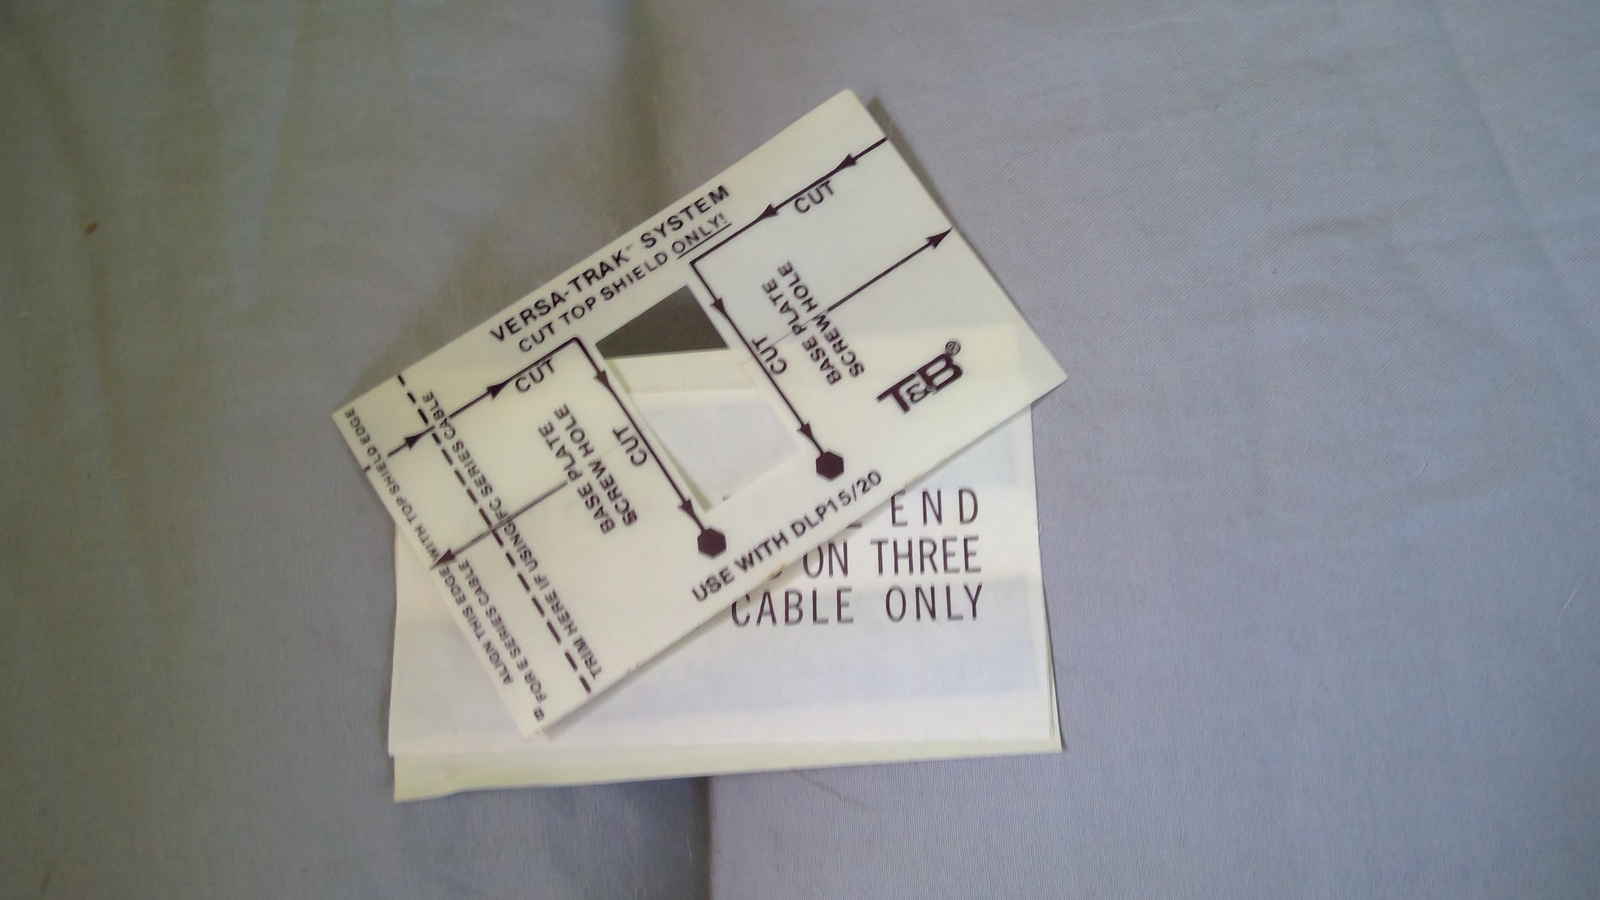 VERSA-TRAK™ SYSTEM
CUT TOP SHIELD ONLY!
CUT
CUT
BASE PLATE
SCREW HOLE
CUT
CUT
BASE PLATE
SCREW HOLE
T&B®
USE WITH DLP15/20
ALIGN THIS EDGE WITH TOP SHIELD EDGE
FOR E SERIES CABLE
TRIM HERE IF USING FC SERIES CABLE
END
ON THREE
CABLE ONLY